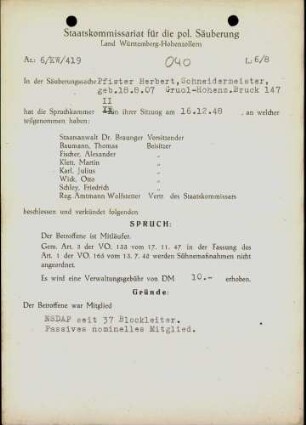 Staatskommissariat für die pol. Säuberung
Land Württemberg-Hohenzollern
Az.: 6/KW/419
040
L 6/8
In der Säuberungssache Pfister Herbert, Schneidermeister,
geb. 18.8.07 Gruol-Hohenz. Bruck 147
II
hat die Spruchkammer in ihrer Sitzung am 16.12.48, an welcher
teilgenommen haben:
Staatsanwalt Dr. Braunger Vorsitzender
Baumann, Thomas Beisitzer
Fischer, Alexander "
Klett, Martin "
Karl, Julius "
Wick, Otto "
Schley, Friedrich "
Reg. Amtmann Walhuener Vertr. des Staatskommissars
beschlossen und verkündet folgenden
SPRUCH:
Der Betroffene ist Mitläufer.
Gem. Art. 3 der VO. 133 vom 17. 11. 47 in der Fassung des
Art. 1 der VO. 165 vom 13. 7. 48 werden Sühnemaßnahmen nicht
angeordnet.
Es wird eine Verwaltungsgebühr von DM 10.- erhoben.
Gründe:
Der Betroffene war Mitglied
NSDAP seit 37 Blockleiter.
Passives nominelles Mitglied.